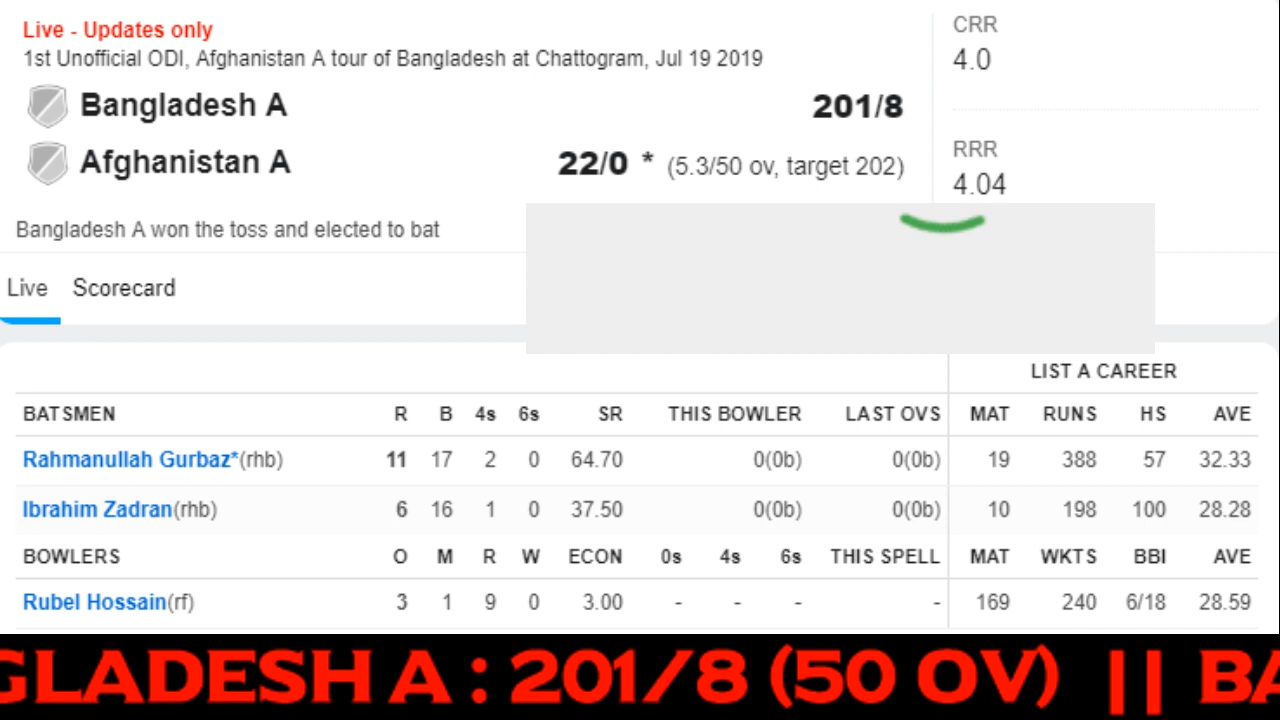 Live - Updates only
1st Unofficial ODI, Afghanistan A tour of Bangladesh at Chattogram, Jul 19 2019
Bangladesh A 201/8
Afghanistan A 22/0 * (5.3/50 ov, target 202)
CRR
4.0
RRR
4.04
Bangladesh A won the toss and elected to bat
Live Scorecard
LIST A CAREER
BATSMEN R B 4s 6s SR THIS BOWLER LAST OVS MAT RUNS HS AVE
Rahmanullah Gurbaz*(rhb) 11 17 2 0 64.70 0(0b) 0(0b) 19 388 57 32.33
Ibrahim Zadran(rhb) 6 16 1 0 37.50 0(0b) 0(0b) 10 198 100 28.28
BOWLERS O M R W ECON 0s 4s 6s THIS SPELL MAT WKTS BBI AVE
Rubel Hossain(rf) 3 1 9 0 3.00 - - - - 169 240 6/18 28.59
GLADESH A : 201/8 (50 OV) || BA